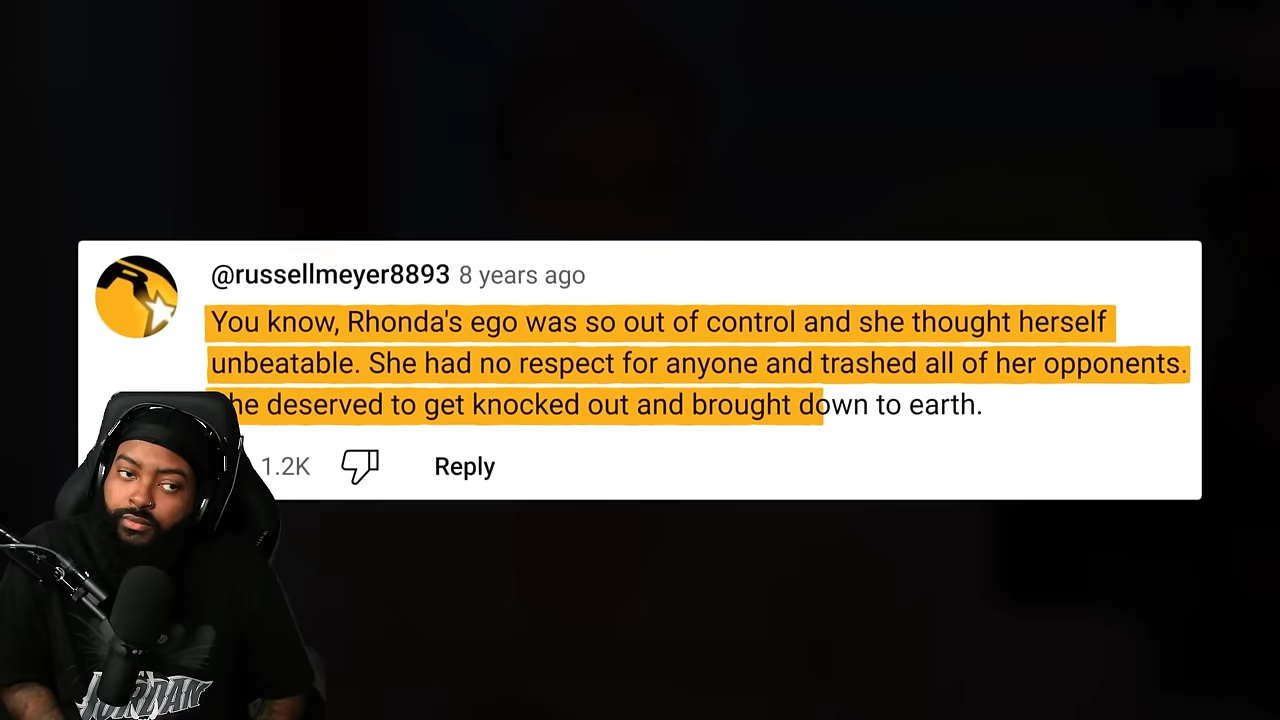 @russellmeyer8893 8 years ago
You know, Rhonda's ego was so out of control and she thought herself
unbeatable. She had no respect for anyone and trashed all of her opponents.
he deserved to get knocked out and brought down to earth.
1.2K Reply
JORDAN